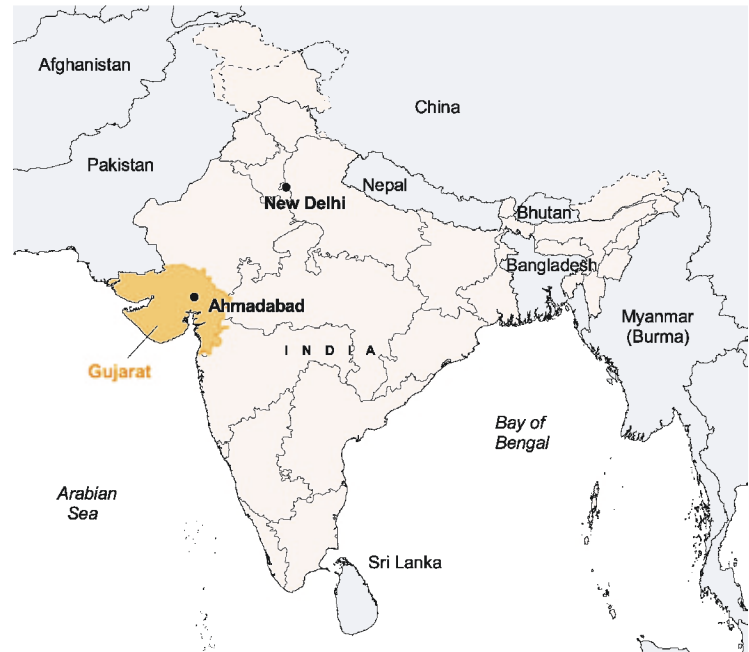 Afghanistan
China
Pakistan
Nepal
New Delhi
Bhutan
Bangladesh
Ahmadabad
Myanmar
(Burma)
I N D I A
Gujarat
Bay of
Bengal
Arabian
Sea
Sri Lanka